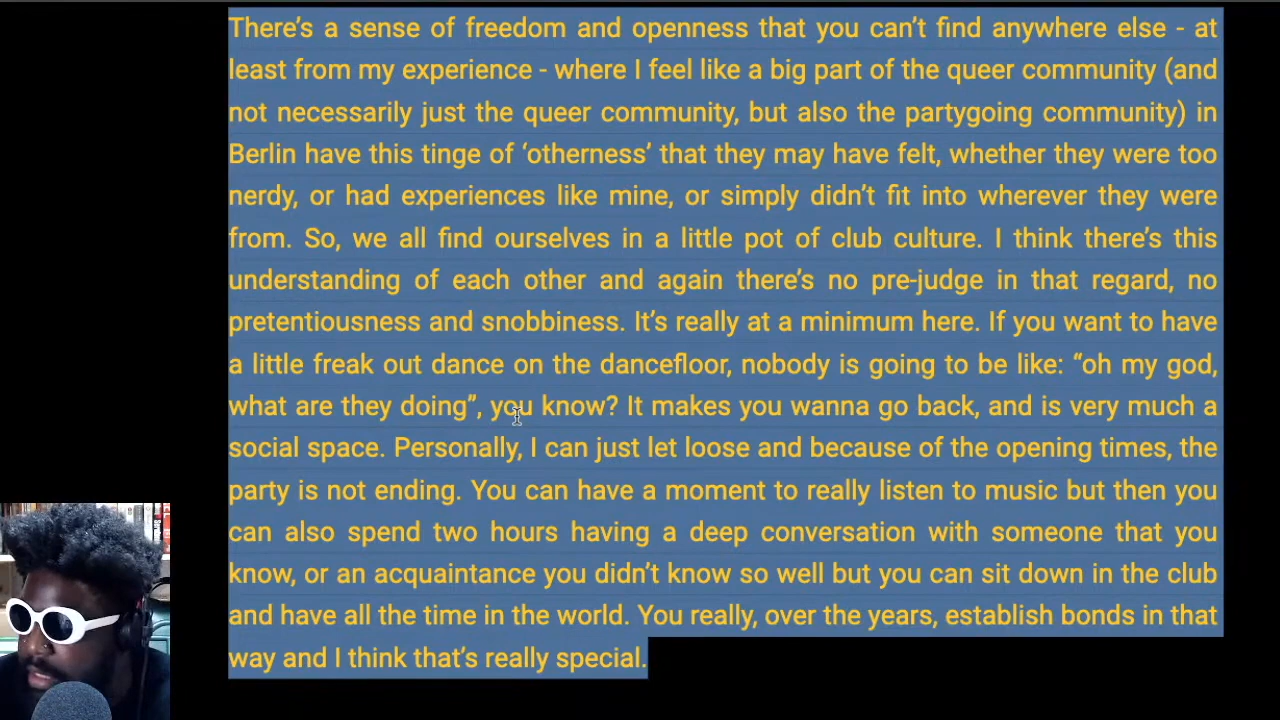 There’s a sense of freedom and openness that you can’t find anywhere else - at
least from my experience - where I feel like a big part of the queer community (and
not necessarily just the queer community, but also the partygoing community) in
Berlin have this tinge of ‘otherness’ that they may have felt, whether they were too
nerdy, or had experiences like mine, or simply didn’t fit into wherever they were
from. So, we all find ourselves in a little pot of club culture. I think there’s this
understanding of each other and again there’s no pre-judge in that regard, no
pretentiousness and snobbiness. It’s really at a minimum here. If you want to have
a little freak out dance on the dancefloor, nobody is going to be like: “oh my god,
what are they doing”, you know? It makes you wanna go back, and is very much a
social space. Personally, I can just let loose and because of the opening times, the
party is not ending. You can have a moment to really listen to music but then you
can also spend two hours having a deep conversation with someone that you
know, or an acquaintance you didn’t know so well but you can sit down in the club
and have all the time in the world. You really, over the years, establish bonds in that
way and I think that’s really special.